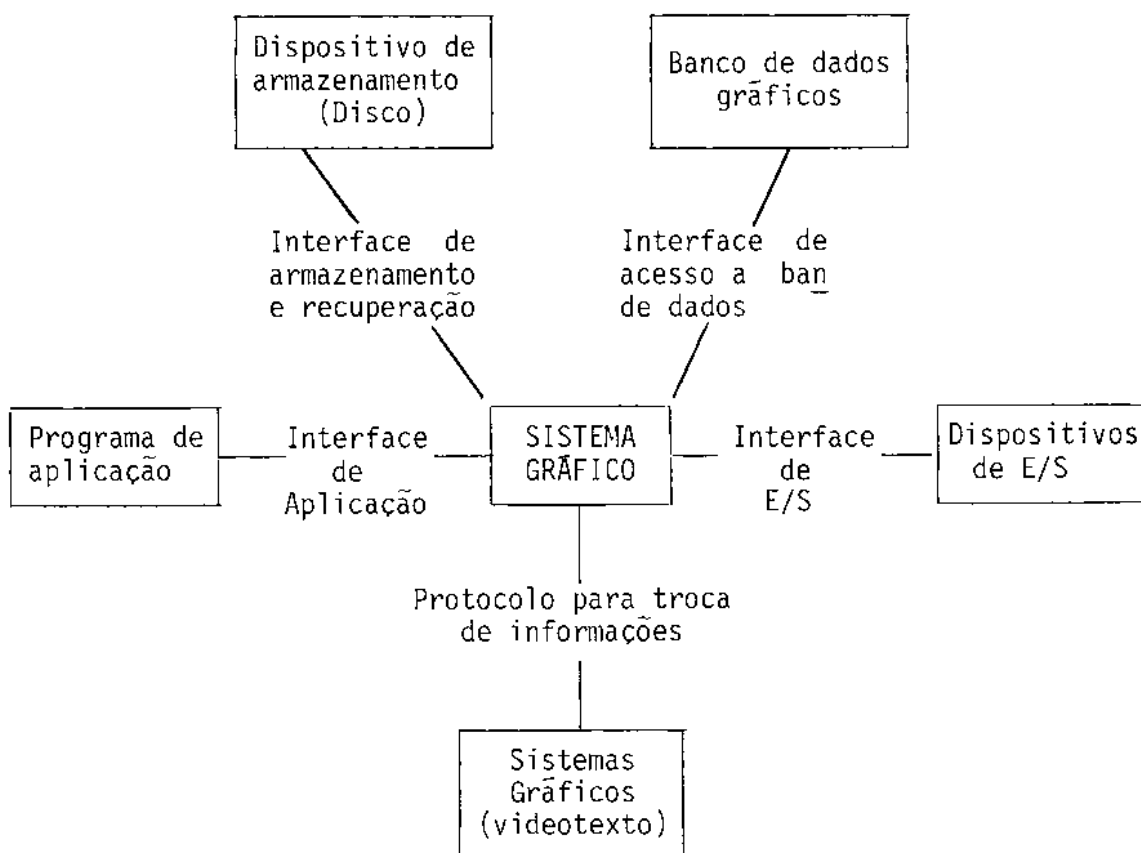 Dispositivo de
armazenamento
(Disco)
Banco de dados
gráficos
Interface de
armazenamento
e recuperação
Interface de
acesso a ban
de dados
Programa de
aplicação
Interface
de
Aplicação
SISTEMA
GRÁFICO
Interface
de
E/S
Dispositivos
de E/S
Protocolo para troca
de informações
Sistemas
Gráficos
(videotexto)